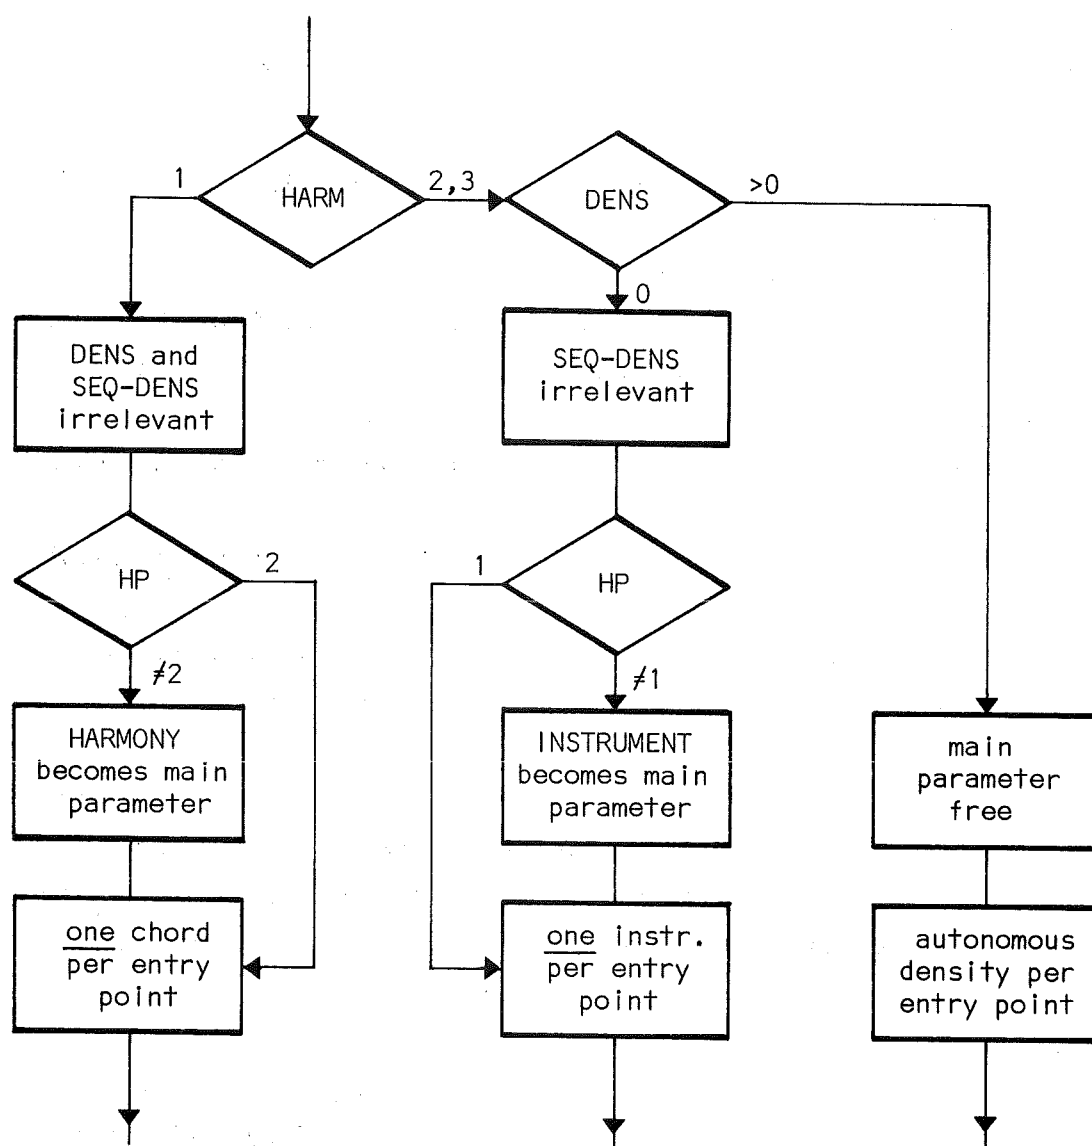 1
HARM
2,3
DENS
>0
0
DENS and
SEQ-DENS
irrelevant
SEQ-DENS
irrelevant
HP
2
1
HP
≠2
≠1
HARMONY
becomes main
parameter
INSTRUMENT
becomes main
parameter
main
parameter
free
one chord
per entry
point
one instr.
per entry
point
autonomous
density per
entry point